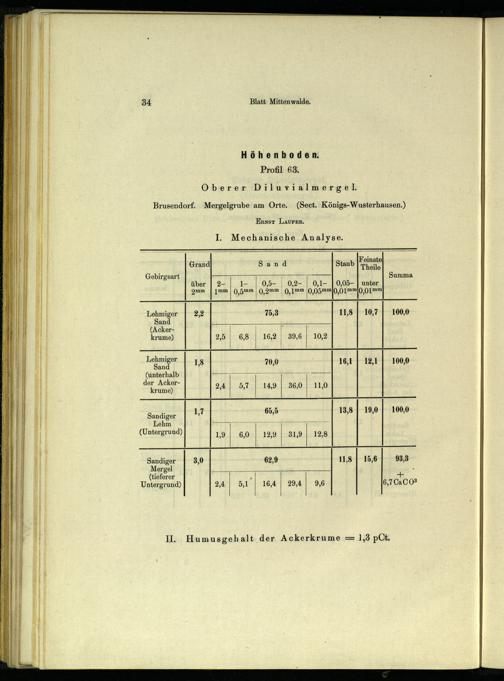 34 Blatt Mittenwalde.
Höhenboden.
Profil 63.
Oberer Diluvialmergel.
Brusendorf. Mergelgrube am Orte. (Sect. Königs-Wusterhausen.)
Ernst Laufer.
I. Mechanische Analyse.
Gebirgsart
Grand
über
2mm
Sand
2–
1mm
1–
0,5mm
0,5–
0,2mm
0,2–
0,1mm
0,1–
0,05mm
Staub
0,05–
0,01mm
Feinste
Theile
unter
0,01mm
Summa
Lehmiger
Sand
(Acker-
krume)
2,2 75,3 11,8 10,7 100,0
2,5 6,8 16,2 39,6 10,2
Lehmiger
Sand
(unterhalb
der Acker-
krume)
1,8 70,0 16,1 12,1 100,0
2,4 5,7 14,9 36,0 11,0
Sandiger
Lehm
(Untergrund)
1,7 65,5 13,8 19,0 100,0
1,9 6,0 12,9 31,9 12,8
Sandiger
Mergel
(tieferer
Untergrund)
3,0 62,9 11,8 15,6 93,3
+
6,7 CaCO³
2,4 5,1 16,4 29,4 9,6
II. Humusgehalt der Ackerkrume = 1,3 pCt.